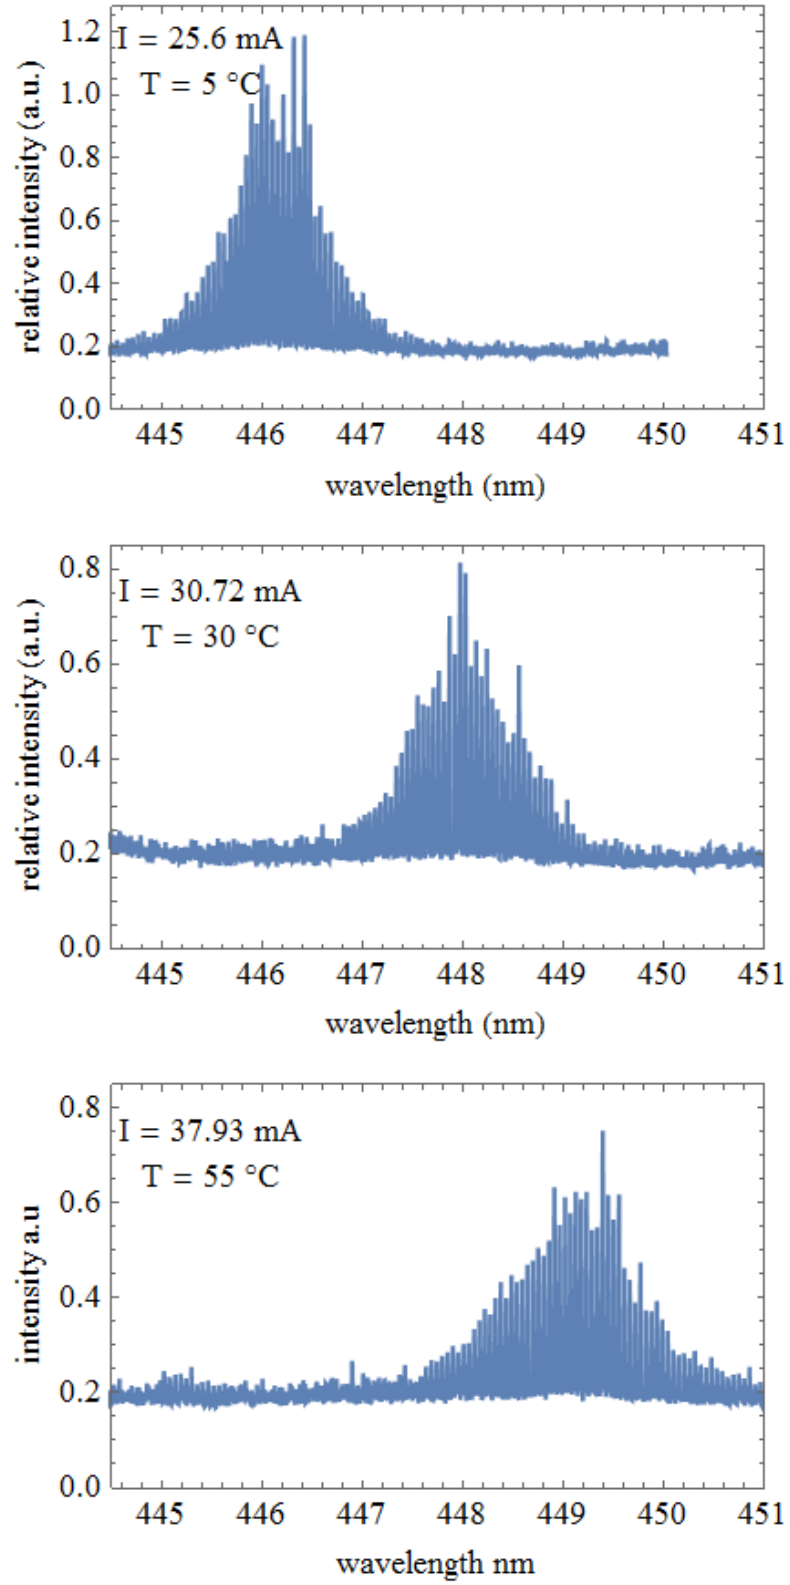 relative intensity (a.u.)
1.2
1.0
0.8
0.6
0.4
0.2
0.0
I = 25.6 mA
T = 5 °C
445 446 447 448 449 450 451
wavelength (nm)
relative intensity (a.u.)
0.8
0.6
0.4
0.2
0.0
I = 30.72 mA
T = 30 °C
445 446 447 448 449 450 451
wavelength (nm)
intensity a.u
0.8
0.6
0.4
0.2
0.0
I = 37.93 mA
T = 55 °C
445 446 447 448 449 450 451
wavelength nm